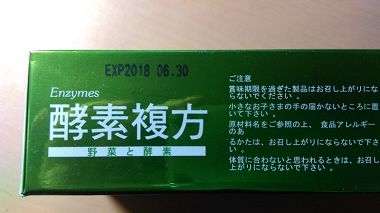 EXP2018 06.30
Enzymes
酵素複方
野菜と酵素
ご注意
賞味期限を過ぎた製品はお召し上がりにな
らないでください 。
小さなお子さまの手の届かないところに置
いて下さい 。
原材料名をご参照の上、 食品アレルギー
のあ
るかたは、お召し上がりにならないで下
さい 。
体質に合わないと思われるときは、お召し
上がりにならないで下さい 。